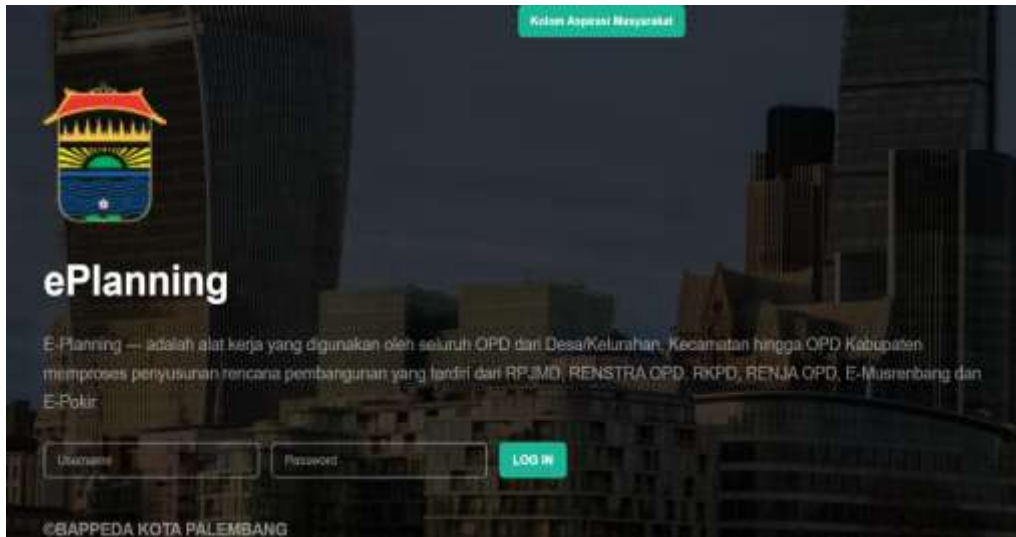 Kolom Aspirasi Masyarakat
ePlanning
E-Planning — adalah alat kerja yang digunakan oleh seluruh OPD dari Desa/Kelurahan, Kecamatan hingga OPD Kabupaten
memproses penyusunan rencana pembangunan yang terdiri dari RPJMD, RENSTRA OPD, RKPD, RENJA OPD, E-Musrenbang dan
E-Pokir
Username Password LOG IN
©BAPPEDA KOTA PALEMBANG